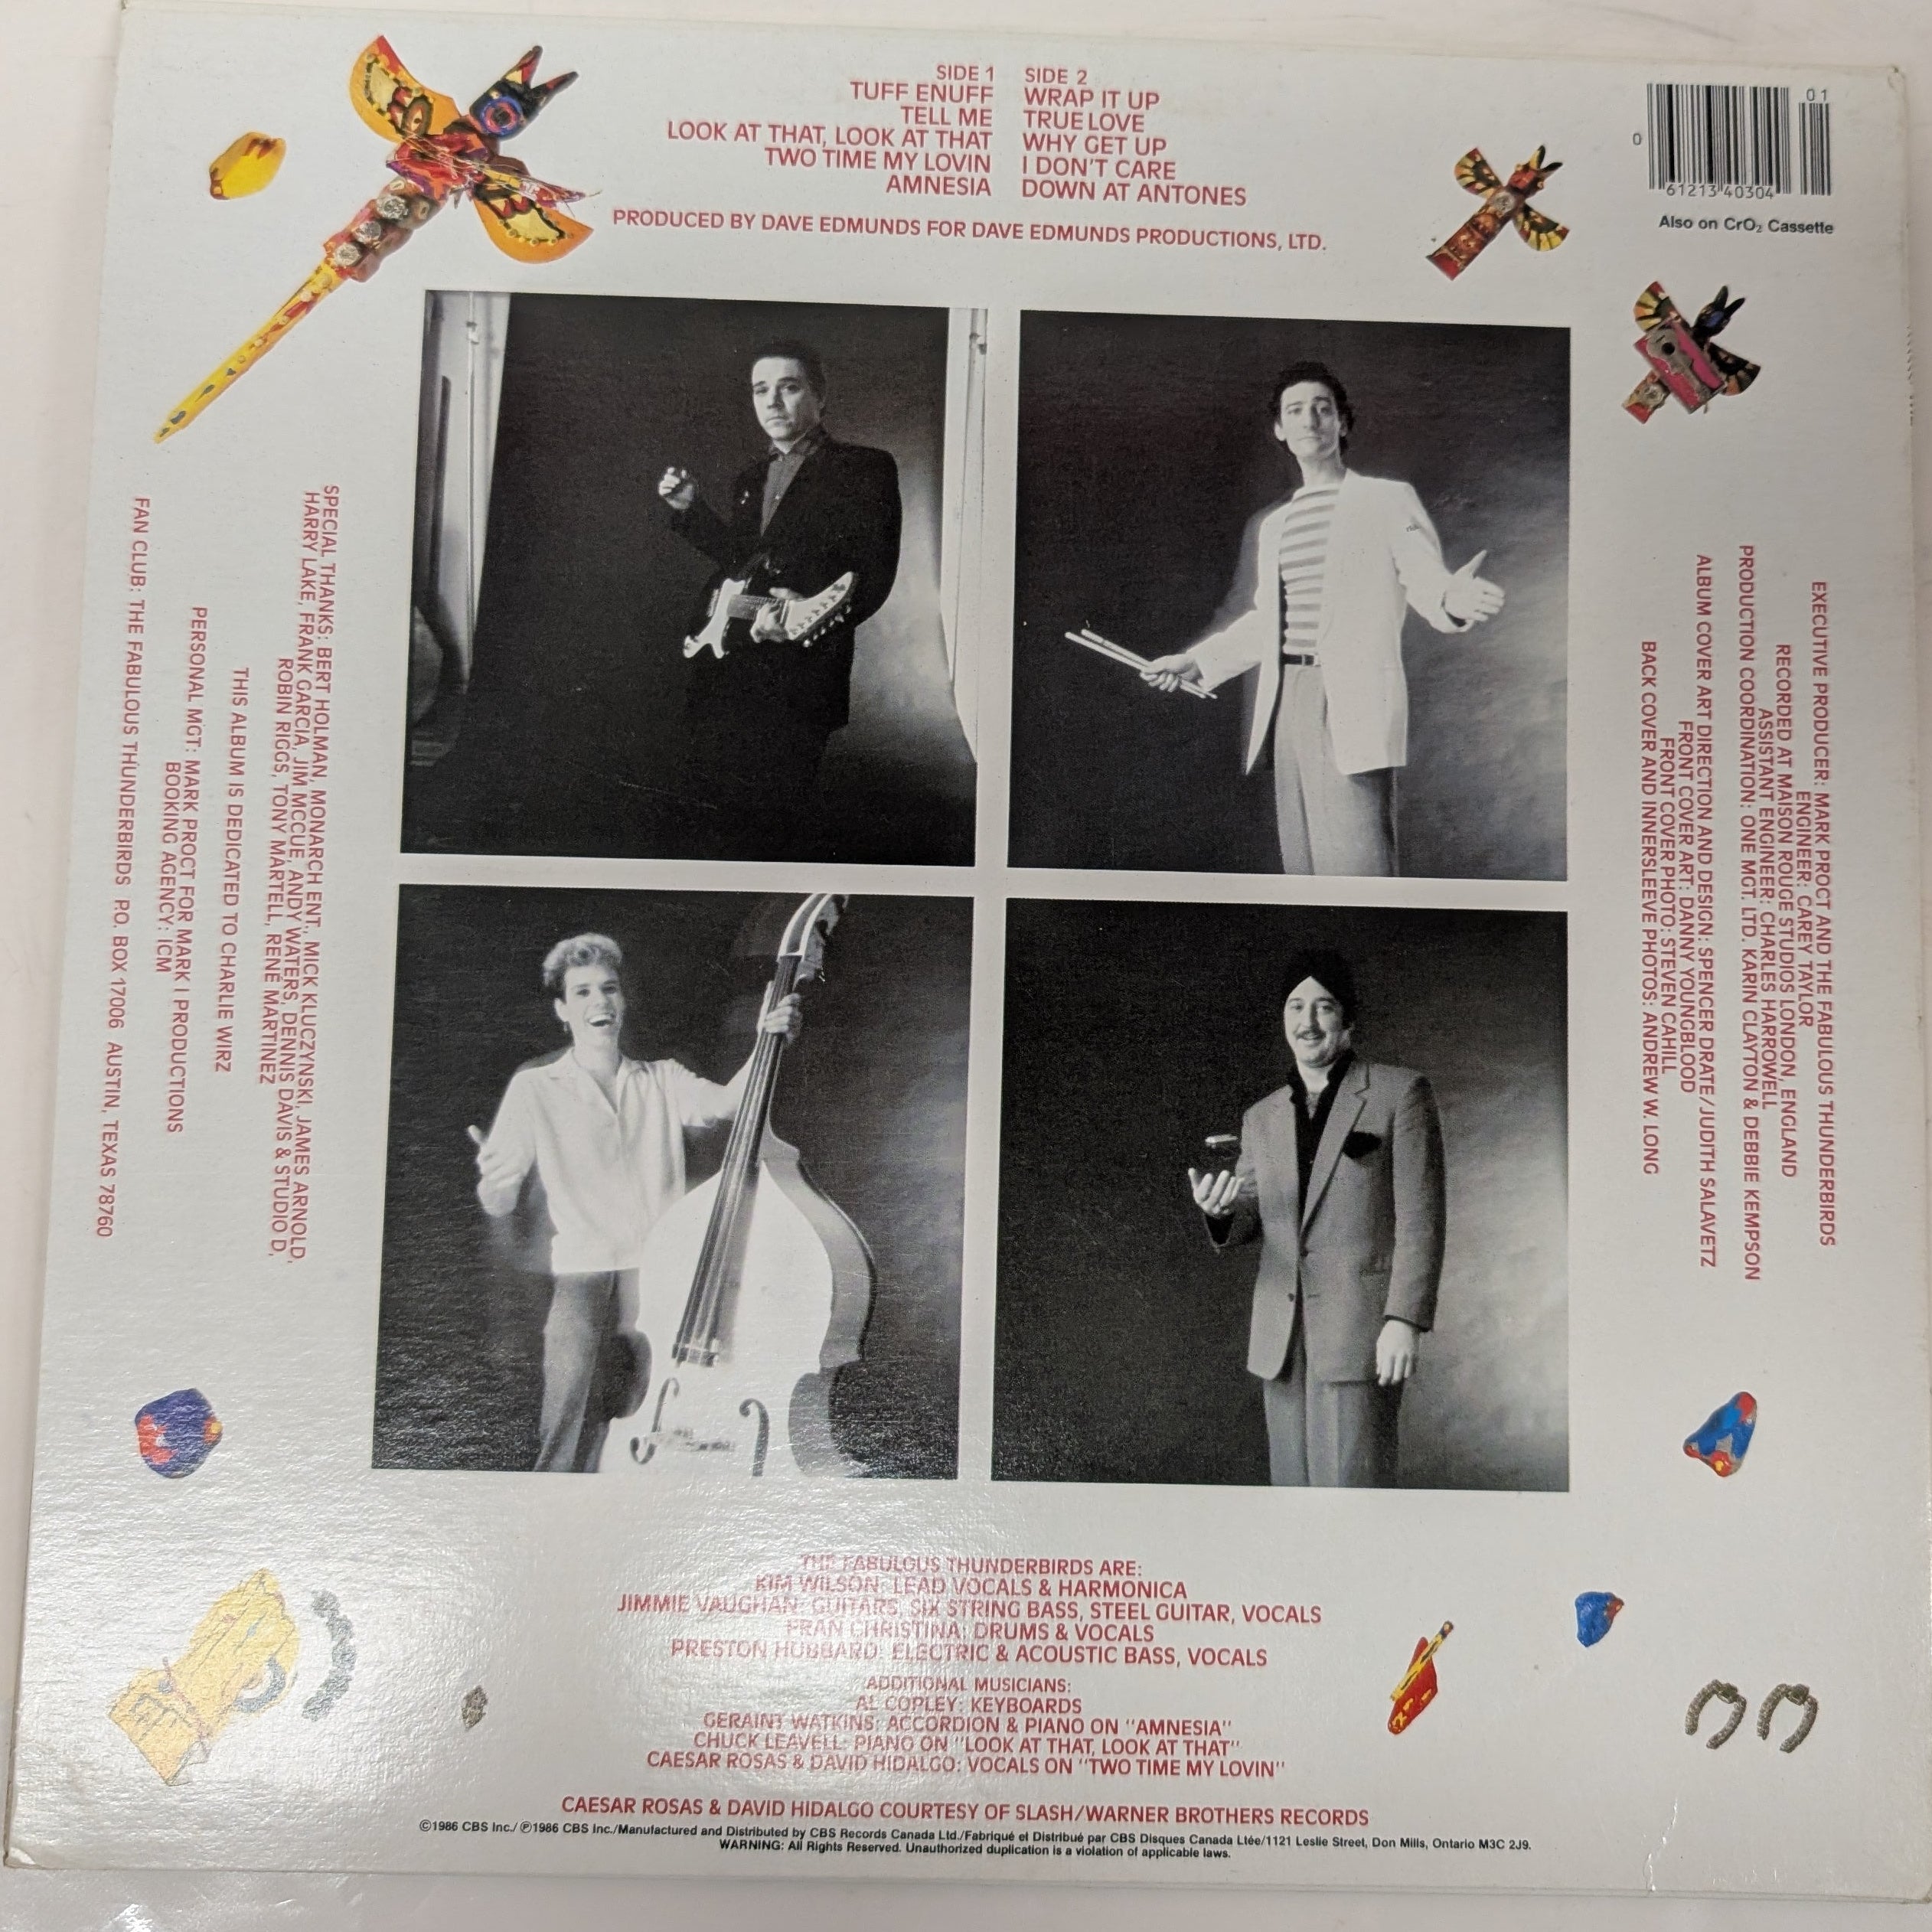 SIDE 1
TUFF ENUFF
TELL ME
LOOK AT THAT, LOOK AT THAT
TWO TIME MY LOVIN
AMNESIA
SIDE 2
WRAP IT UP
TRUE LOVE
WHY GET UP
I DON'T CARE
DOWN AT ANTONES
PRODUCED BY DAVE EDMUNDS FOR DAVE EDMUNDS PRODUCTIONS, LTD.
01
0
61213 40304
Also on CrO₂ Cassette
EXECUTIVE PRODUCER: MARK PROCT AND THE FABULOUS THUNDERBIRDS
ENGINEER: CAREY TAYLOR
RECORDED AT MAISON ROUGE STUDIOS LONDON, ENGLAND
ASSISTANT ENGINEER: CHARLES HARROWELL
PRODUCTION COORDINATION: ONE MGT. LTD. KARIN CLAYTON & DEBBIE KEMPSON
ALBUM COVER ART DIRECTION AND DESIGN: SPENCER DRATE/JUDITH SALAVETZ
FRONT COVER ART: DANNY YOUNGBLOOD
FRONT COVER PHOTO: STEVEN CAHILL
BACK COVER AND INNERSLEEVE PHOTOS: ANDREW W. LONG
SPECIAL THANKS: BERT HOLMAN, MONARCH ENT., MICK KLUCZYNSKI, JAMES ARNOLD,
HARRY LAKE, FRANK GARCIA, JIM MCCUE, ANDY WATERS, DENNIS DAVIS & STUDIO D,
ROBIN RIGGS, TONY MARTELL, RENE MARTINEZ
THIS ALBUM IS DEDICATED TO CHARLIE WIRZ
PERSONAL MGT: MARK PROCT FOR MARK I PRODUCTIONS
BOOKING AGENCY: ICM
FAN CLUB: THE FABULOUS THUNDERBIRDS P.O. BOX 17006 AUSTIN, TEXAS 78760
THE FABULOUS THUNDERBIRDS ARE:
KIM WILSON: LEAD VOCALS & HARMONICA
JIMMIE VAUGHAN: GUITARS, SIX STRING BASS, STEEL GUITAR, VOCALS
FRAN CHRISTINA: DRUMS & VOCALS
PRESTON HUBBARD: ELECTRIC & ACOUSTIC BASS, VOCALS
ADDITIONAL MUSICIANS:
AL COPLEY: KEYBOARDS
GERAINT WATKINS: ACCORDION & PIANO ON "AMNESIA"
CHUCK LEAVELL: PIANO ON "LOOK AT THAT, LOOK AT THAT"
CAESAR ROSAS & DAVID HIDALGO: VOCALS ON "TWO TIME MY LOVIN"
CAESAR ROSAS & DAVID HIDALGO COURTESY OF SLASH/WARNER BROTHERS RECORDS
©1986 CBS Inc./℗1986 CBS Inc./Manufactured and Distributed by CBS Records Canada Ltd./Fabriqué et Distribué par CBS Disques Canada Ltée/1121 Leslie Street, Don Mills, Ontario M3C 2J9.
WARNING: All Rights Reserved. Unauthorized duplication is a violation of applicable laws.